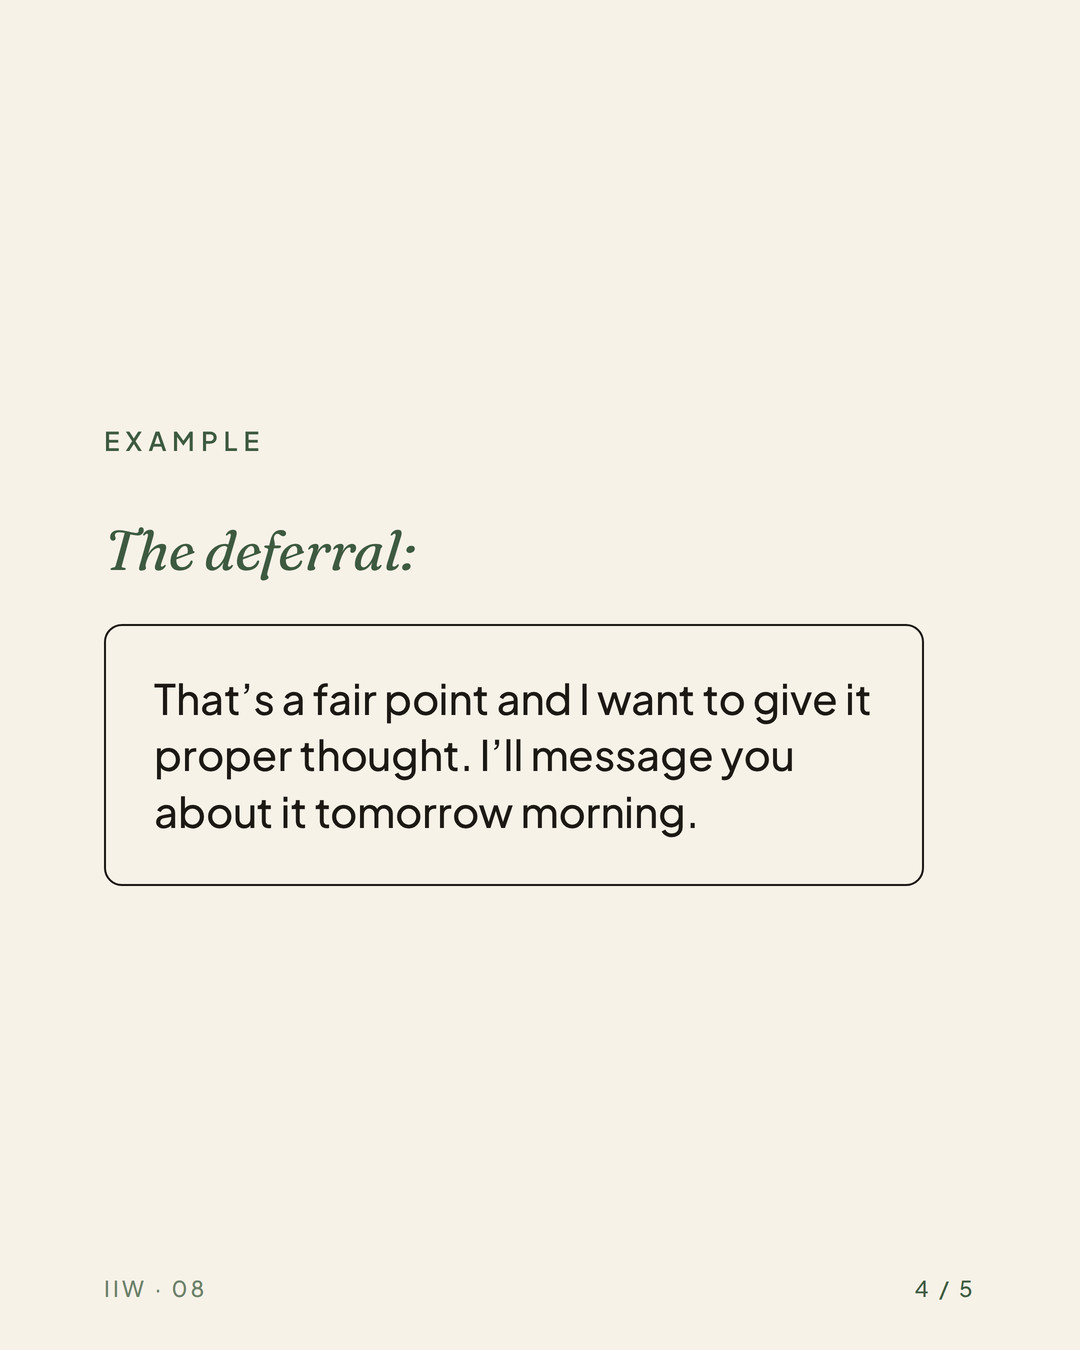 EXAMPLE
The deferral:
That’s a fair point and I want to give it
proper thought. I’ll message you
about it tomorrow morning.
IIW · 08
4 / 5